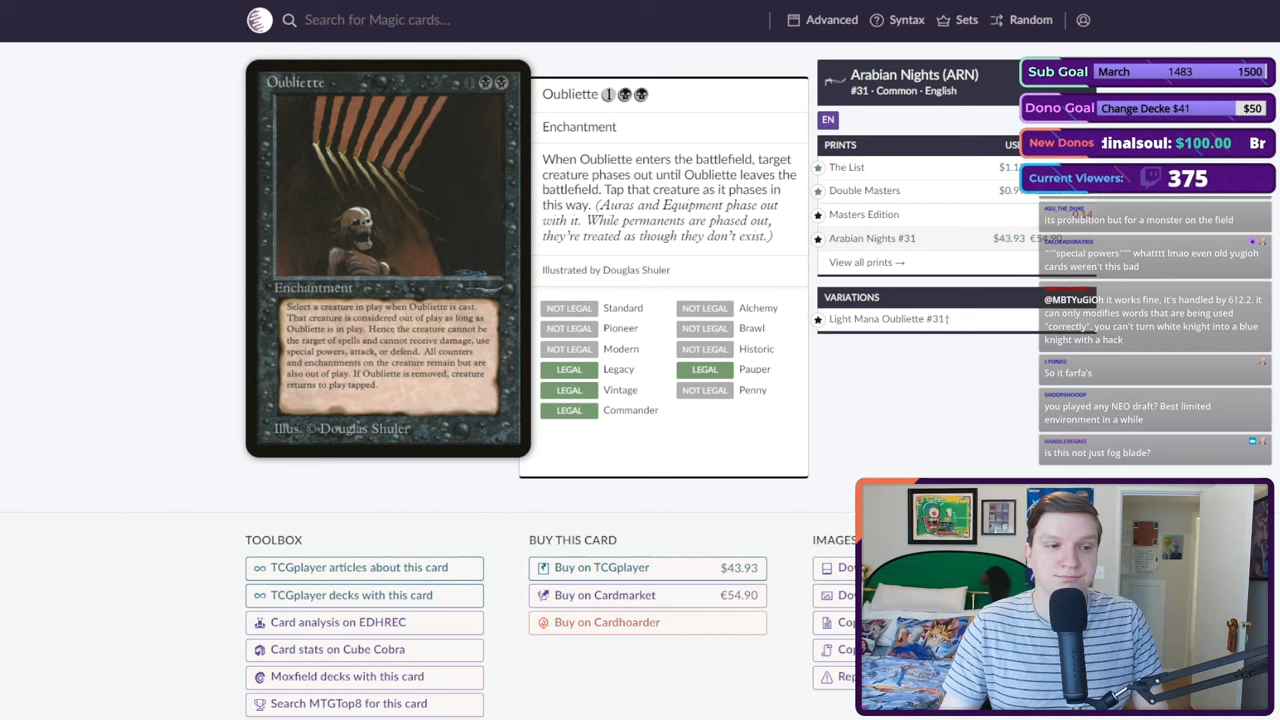 Search for Magic cards...
Advanced
Syntax
Sets
Random
Oubliette
Enchantment
Select a creature in play when Oubliette is cast.
That creature is considered out of play as long as
Oubliette is in play. Hence the creature cannot be
the target of spells and cannot receive damage, use
special powers, attack, or defend. All counters
and enchantments on the creature remain but are
also out of play. If Oubliette is removed, creature
returns to play tapped.
Illus. © Douglas Shuler
Oubliette 1
Enchantment
When Oubliette enters the battlefield, target
creature phases out until Oubliette leaves the
battlefield. Tap that creature as it phases in
this way. (Auras and Equipment phase out
with it. While permanents are phased out,
they're treated as though they don't exist.)
Illustrated by Douglas Shuler
NOT LEGAL Standard NOT LEGAL Alchemy
NOT LEGAL Pioneer NOT LEGAL Brawl
NOT LEGAL Modern NOT LEGAL Historic
LEGAL Legacy LEGAL Pauper
LEGAL Vintage NOT LEGAL Penny
LEGAL Commander
Arabian Nights (ARN)
#31 · Common · English
EN
PRINTS
The List
Double Masters
Masters Edition
Arabian Nights #31 $43.93
View all prints →
VARIATIONS
Light Mana Oubliette #31†
Sub Goal March 1483 1500
Dono Goal Change Decke $41 $50
New Donos dinalsoul: $100.00 Br
Current Viewers: 375
ASU_THE_DUKE
its prohibition but for a monster on the field
"""special powers""" whatttt lmao even old yugioh
cards weren't this bad
@MBTYuGiOh it works fine, it's handled by 612.2. it
can only modifies words that are being used
"correctly". you can't turn white knight into a blue
knight with a hack
LYOND2
So it farfa's
SHOOPSHOOOP
you played any NEO draft? Best limited
environment in a while
HANDLEDEGREE
is this not just fog blade?
TOOLBOX
TCGplayer articles about this card
TCGplayer decks with this card
Card analysis on EDHREC
Card stats on Cube Cobra
Moxfield decks with this card
Search MTGTop8 for this card
BUY THIS CARD
Buy on TCGplayer $43.93
Buy on Cardmarket €54.90
Buy on Cardhoarder
IMAGES